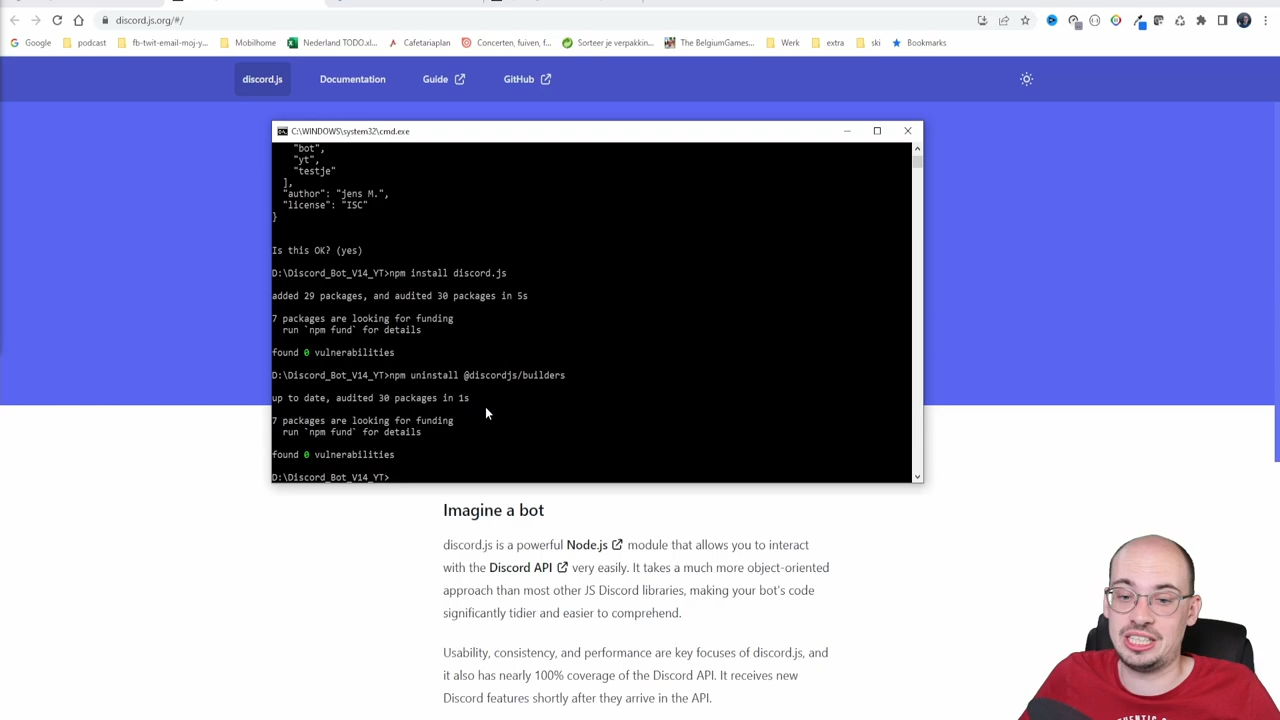 discord.js.org/#/
Google
podcast
fb-twit-email-moj-y...
Mobilhome
Nederland TODO.xl...
Cafetariaplan
Concerten, fuiven, f...
Sorteer je verpakkin...
The BelgiumGames...
Werk
extra
ski
Bookmarks
discord.js
Documentation
Guide
GitHub
C:\WINDOWS\system32\cmd.exe
"bot",
"yt",
"testje"
],
"author": "jens M.",
"license": "ISC"
}
Is this OK? (yes)
D:\Discord_Bot_V14_YT>npm install discord.js
added 29 packages, and audited 30 packages in 5s
7 packages are looking for funding
run `npm fund` for details
found 0 vulnerabilities
D:\Discord_Bot_V14_YT>npm uninstall @discordjs/builders
up to date, audited 30 packages in 1s
7 packages are looking for funding
run `npm fund` for details
found 0 vulnerabilities
D:\Discord_Bot_V14_YT>
Imagine a bot
discord.js is a powerful Node.js module that allows you to interact
with the Discord API very easily. It takes a much more object-oriented
approach than most other JS Discord libraries, making your bot's code
significantly tidier and easier to comprehend.
Usability, consistency, and performance are key focuses of discord.js, and
it also has nearly 100% coverage of the Discord API. It receives new
Discord features shortly after they arrive in the API.